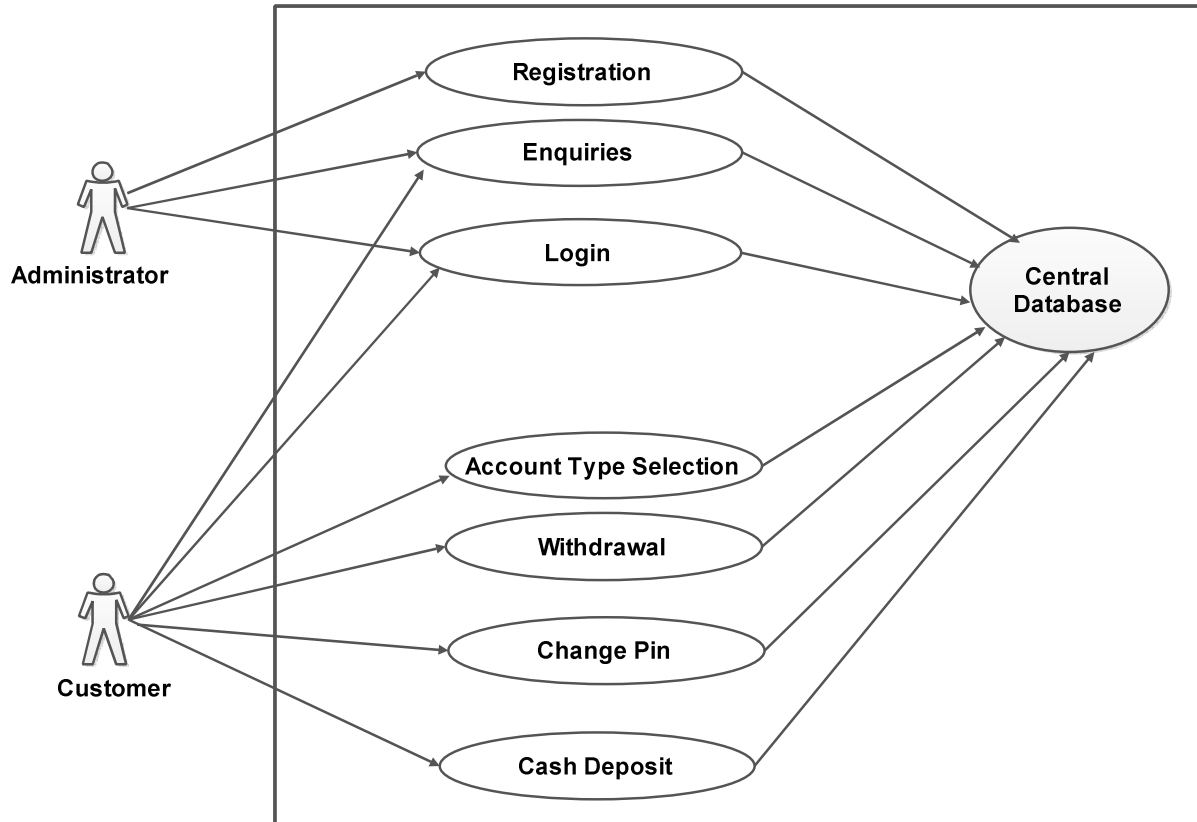 Registration
Enquiries
Login
Administrator
Central
Database
Account Type Selection
Withdrawal
Change Pin
Customer
Cash Deposit